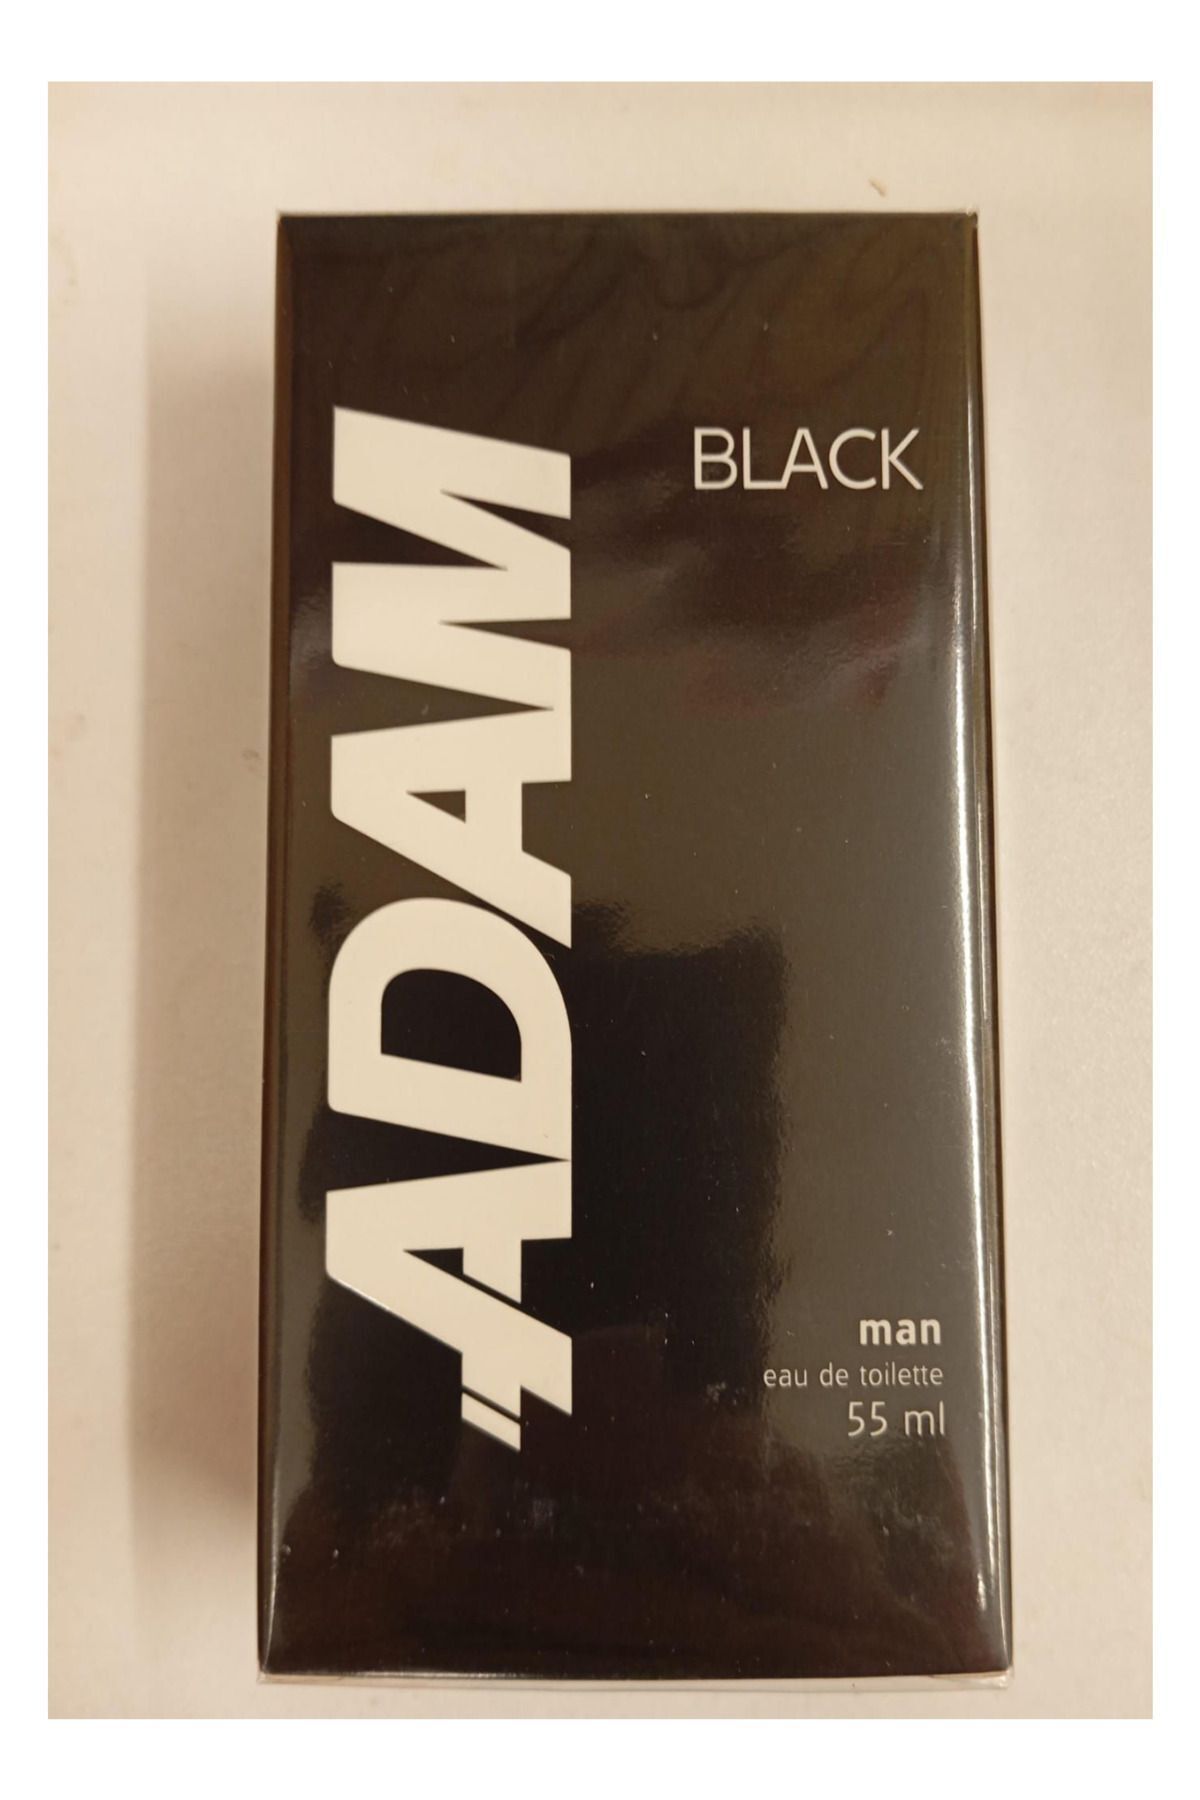 ADAM
BLACK
man
eau de toilette
55 ml